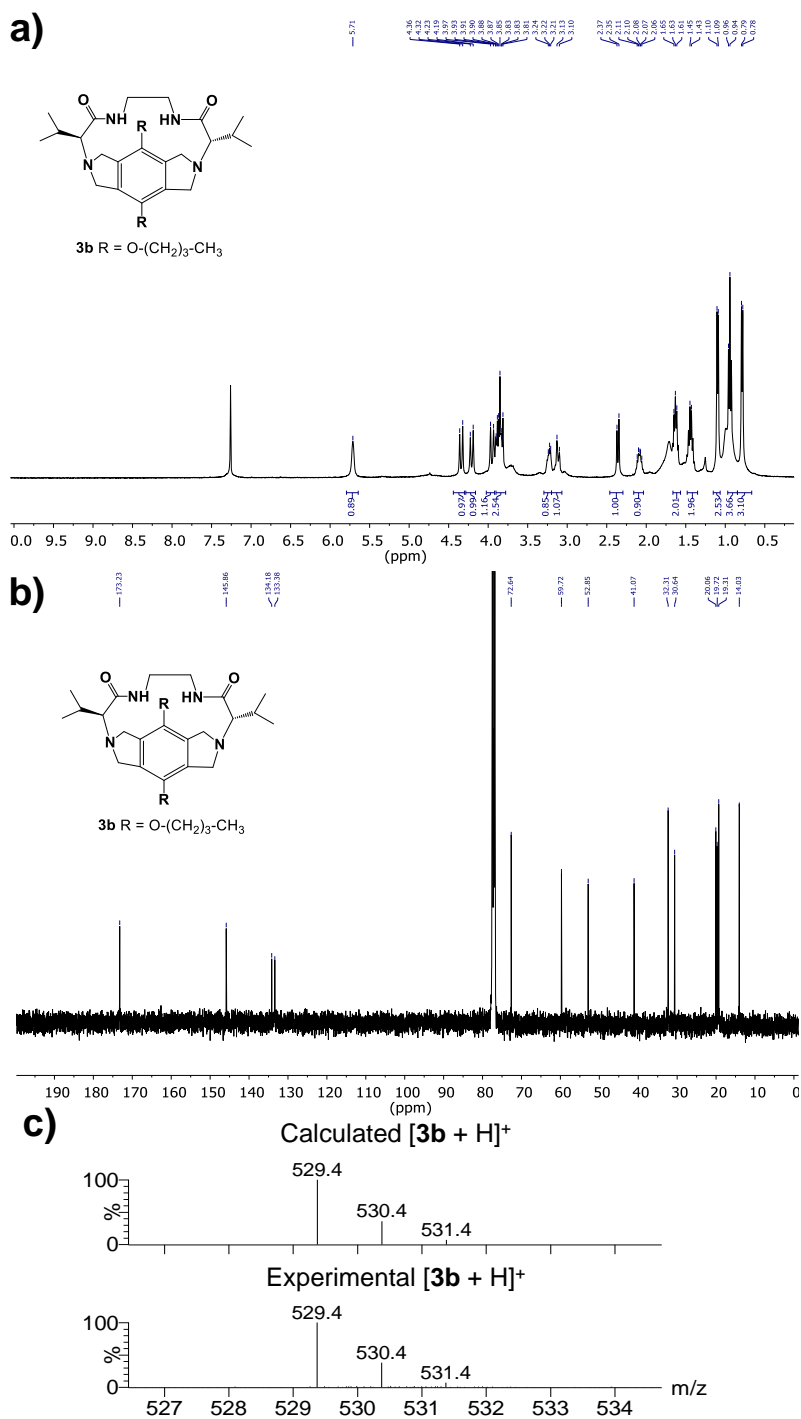 a)
5.71
4.36 4.32 4.23 4.19 3.97 3.93 3.91 3.90 3.88 3.87 3.85 3.83 3.83 3.81 3.24 3.22 3.21 3.13 3.10 2.37 2.35 2.11 2.10 2.08 2.07 2.06 1.65 1.63 1.61 1.45 1.43 1.10 1.09 0.96 0.94 0.79 0.78
O O
NH HN
R
N N
R
3b R = O-(CH2)3-CH3
0.89 0.97 0.99 1.16 2.54 0.85 1.07 1.00 0.90 2.01 1.96 2.53 3.66 3.10
0.0 9.5 9.0 8.5 8.0 7.5 7.0 6.5 6.0 5.5 5.0 4.5 4.0 3.5 3.0 2.5 2.0 1.5 1.0 0.5
(ppm)
b)
173.23 145.86 134.18 133.38 72.64 59.72 52.85 41.07 32.31 30.64 20.06 19.72 19.31 14.03
O O
NH HN
R
N N
R
3b R = O-(CH2)3-CH3
190 180 170 160 150 140 130 120 110 100 90 80 70 60 50 40 30 20 10 0
(ppm)
c)
Calculated [3b + H]+
529.4
100
530.4
%
531.4
0
Experimental [3b + H]+
529.4
100
530.4
%
531.4
0
m/z
527 528 529 530 531 532 533 534